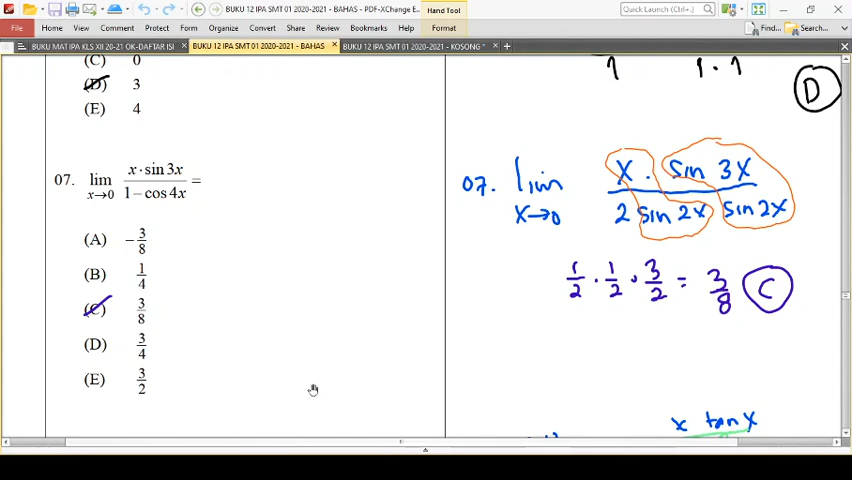 BUKU 12 IPA SMT 01 2020-2021 - BAHAS - PDF-XChange E...
Hand Tool
Quick Launch (Ctrl+.)
File Home Convert Organize Comment View Protect Form Arrange Share Review Help Format
Find... Search...
BUKU MAT IPA KLS XII 20-21 OK-DAFTAR ISI × BUKU 12 IPA SMT 01 2020-2021 - BAHAS × BUKU 12 IPA SMT 01 2020-2021 - KOSONG * ×
(C) 0
(D) 3
(E) 4
1 1 . 1
D
07. lim x→0 x·sin 3x / 1−cos 4x =
(A) −3/8
(B) 1/4
(C) 3/8
(D) 3/4
(E) 3/2
07. lim x→0 x . sin 3x / 2 sin 2x sin 2x
1/2 . 1/2 . 3/2 = 3/8 C
x tan x